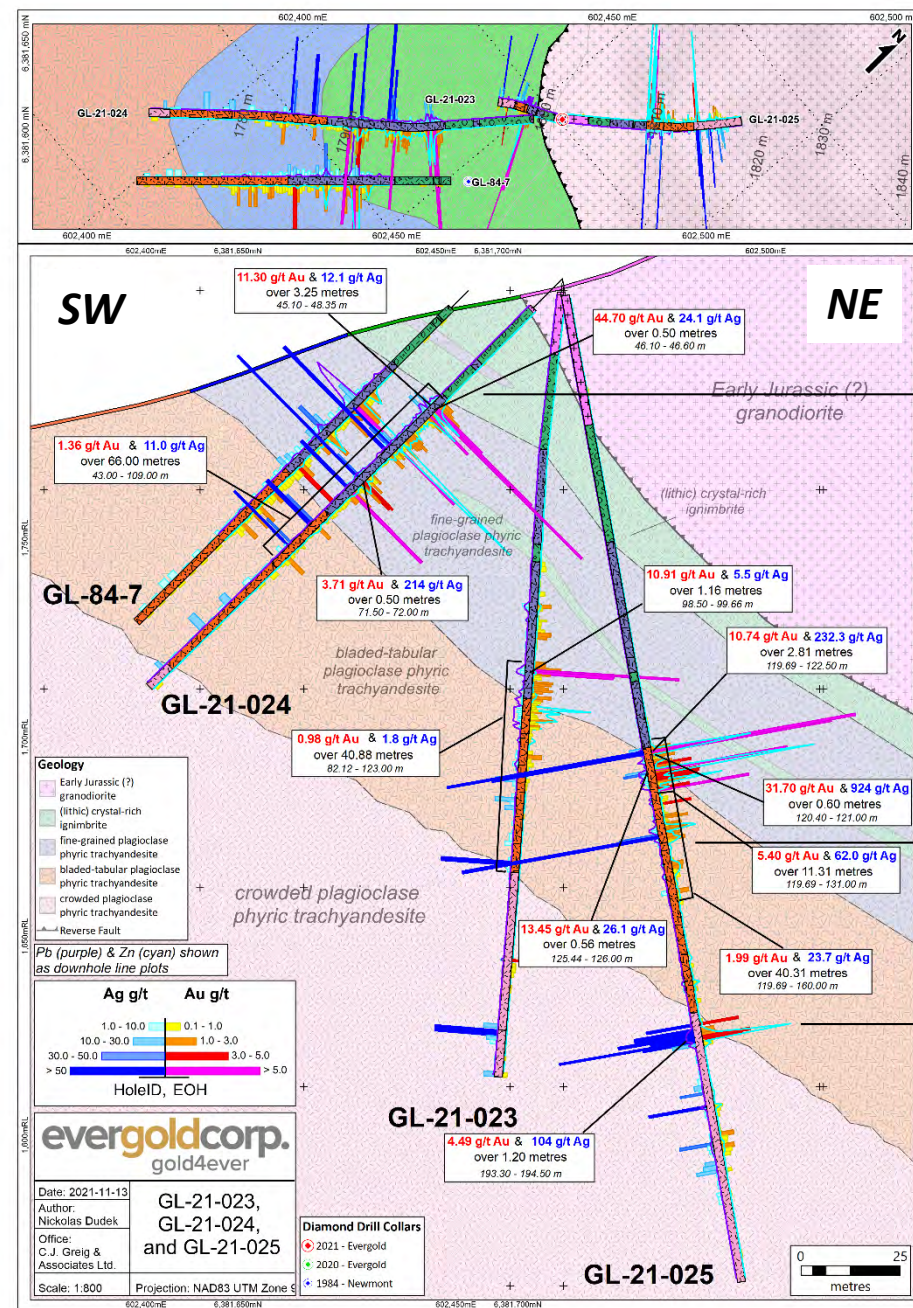 602,400 mE
602,450 mE
602,500 mE
6,381,650 mN
6,381,600 mN
N
GL-21-024
GL-21-023
GL-21-025
GL-84-7
1790 m
1820 m
1830 m
1840 m
602,400 mE
602,450 mE
602,500 mE
602,400mE
6,381,650mN
602,450mE
6,381,700mN
602,500mE
SW
NE
11.30 g/t Au & 12.1 g/t Ag
over 3.25 metres
45.10 - 48.35 m
44.70 g/t Au & 24.1 g/t Ag
over 0.50 metres
46.10 - 46.60 m
Early Jurassic (?)
granodiorite
1.36 g/t Au & 11.0 g/t Ag
over 66.00 metres
43.00 - 109.00 m
(lithic) crystal-rich
ignimbrite
1,750mRL
fine-grained
plagioclase phyric
trachyandesite
3.71 g/t Au & 214 g/t Ag
over 0.50 metres
71.50 - 72.00 m
10.91 g/t Au & 5.5 g/t Ag
over 1.16 metres
98.50 - 99.66 m
GL-84-7
10.74 g/t Au & 232.3 g/t Ag
over 2.81 metres
119.69 - 122.50 m
bladed-tabular
plagioclase phyric
trachyandesite
GL-21-024
1,700mRL
0.98 g/t Au & 1.8 g/t Ag
over 40.88 metres
82.12 - 123.00 m
31.70 g/t Au & 924 g/t Ag
over 0.60 metres
120.40 - 121.00 m
5.40 g/t Au & 62.0 g/t Ag
over 11.31 metres
119.69 - 131.00 m
crowded plagioclase
phyric trachyandesite
13.45 g/t Au & 26.1 g/t Ag
over 0.56 metres
125.44 - 126.00 m
1.99 g/t Au & 23.7 g/t Ag
over 40.31 metres
119.69 - 160.00 m
Geology
Early Jurassic (?)
granodiorite
(lithic) crystal-rich
ignimbrite
fine-grained plagioclase
phyric trachyandesite
bladed-tabular plagioclase
phyric trachyandesite
crowded plagioclase
phyric trachyandesite
Reverse Fault
1,650mRL
Pb (purple) & Zn (cyan) shown
as downhole line plots
Ag g/t Au g/t
1.0 - 10.0 0.1 - 1.0
10.0 - 30.0 1.0 - 3.0
30.0 - 50.0 3.0 - 5.0
> 50 > 5.0
HoleID, EOH
GL-21-023
1,600mRL
4.49 g/t Au & 104 g/t Ag
over 1.20 metres
193.30 - 194.50 m
GL-21-025
evergoldcorp.
gold4ever
Date: 2021-11-13
Author:
Nickolas Dudek
Office:
C.J. Greig &
Associates Ltd.
Scale: 1:800
GL-21-023,
GL-21-024,
and GL-21-025
Projection: NAD83 UTM Zone 9
Diamond Drill Collars
2021 - Evergold
2020 - Evergold
1984 - Newmont
0 25
metres
602,400mE
6,381,650mN
602,450mE
6,381,700mN